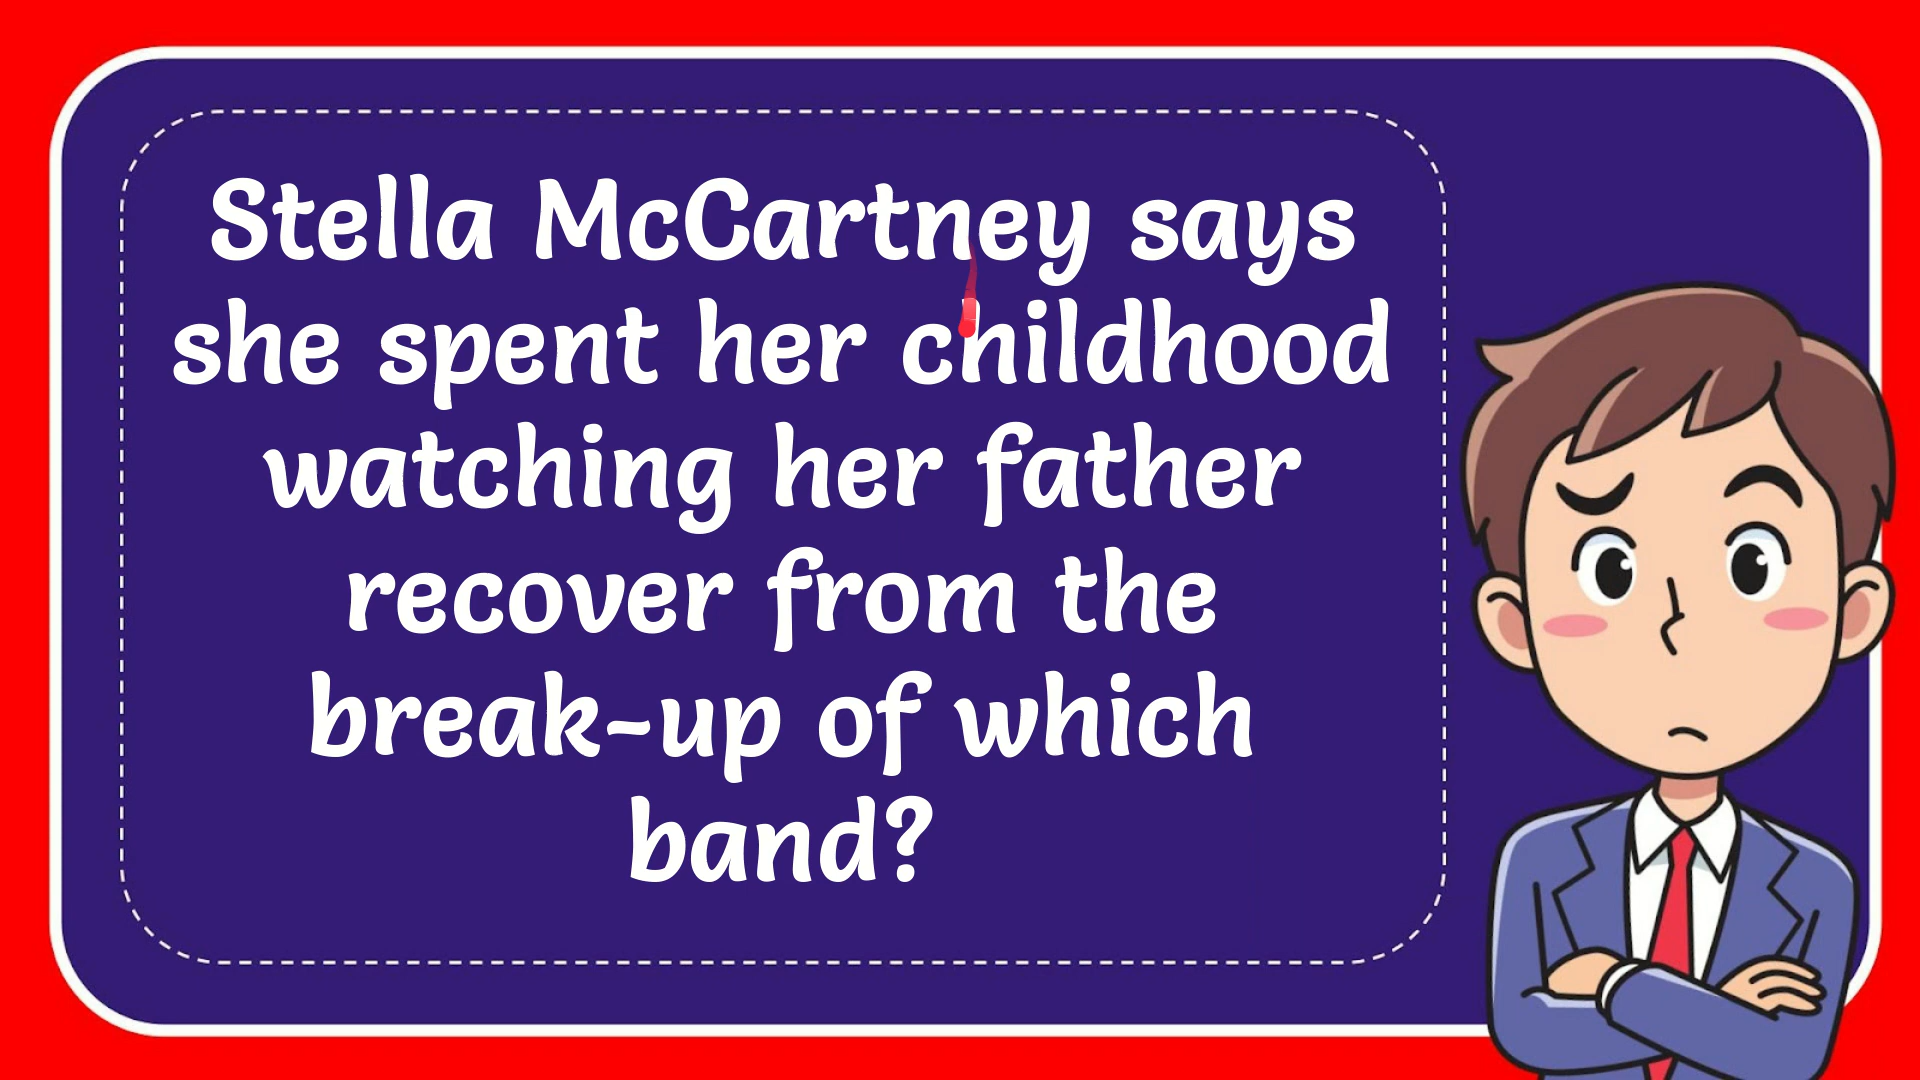 Stella McCartney says
she spent her childhood
watching her father
recover from the
break-up of which
band?